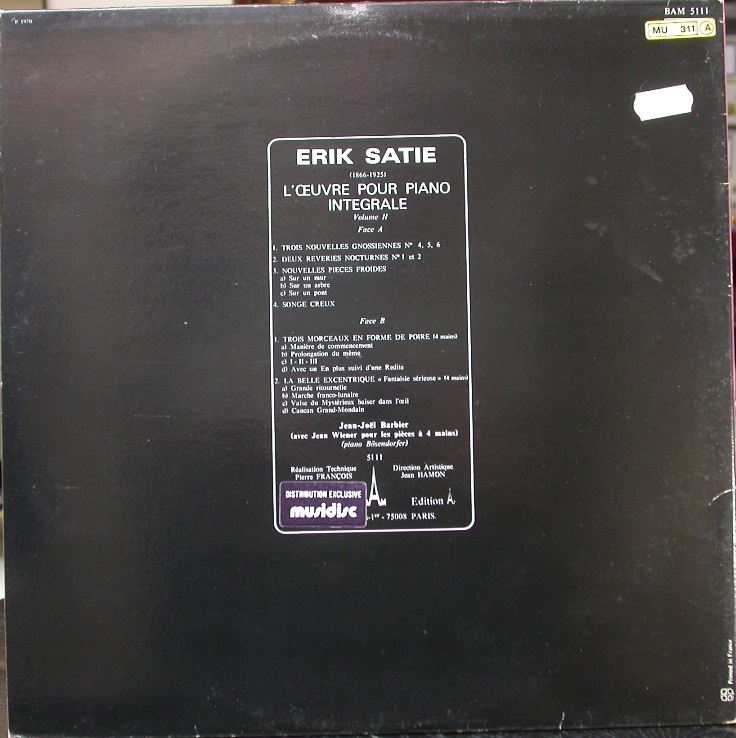 ℗ 1970
BAM 5111
MU 311 A
ERIK SATIE
(1866-1925)
L'ŒUVRE POUR PIANO
INTEGRALE
Volume II
Face A
1. TROIS NOUVELLES GNOSSIENNES N° 4, 5, 6
2. DEUX REVERIES NOCTURNES N° 1 et 2
3. NOUVELLES PIECES FROIDES
a) Sur un mur
b) Sur un arbre
c) Sur un pont
4. SONGE CREUX
Face B
1. TROIS MORCEAUX EN FORME DE POIRE (4 mains)
a) Manière de commencement
b) Prolongation du même
c) I - II - III
d) Avec un En plus suivi d'une Redite
2. LA BELLE EXCENTRIQUE « Fantaisie sérieuse » (4 mains)
a) Grande ritournelle
b) Marche franco-lunaire
c) Valse du Mystérieux baiser dans l'œil
d) Cancan Grand-Mondain
Jean-Joël Barbier
(avec Jean Wiener pour les pièces à 4 mains)
(piano Bösendorfer)
5111
Réalisation Technique
Pierre FRANÇOIS
Direction Artistique
Jean HAMON
DISTRIBUTION EXCLUSIVE
musidisc
Edition
-1er - 75008 PARIS.
Printed in France